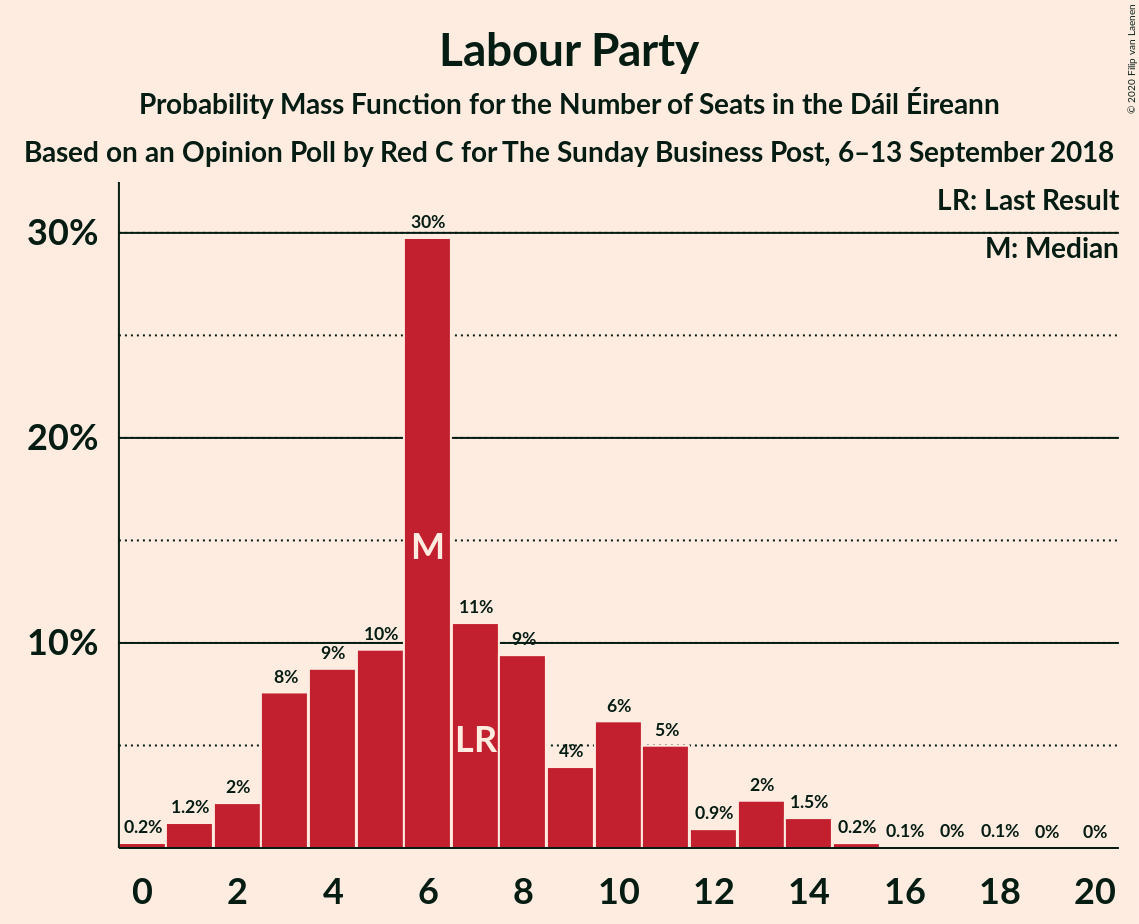 Labour Party
Probability Mass Function for the Number of Seats in the Dáil Éireann
Based on an Opinion Poll by Red C for The Sunday Business Post, 6–13 September 2018
© 2020 Filip van Laenen
LR: Last Result
M: Median
30%
20%
10%
0.2%
1.2%
2%
8%
9%
10%
30%
11%
9%
4%
6%
5%
0.9%
2%
1.5%
0.2%
0.1%
0%
0.1%
0%
0%
M
LR
0 2 4 6 8 10 12 14 16 18 20